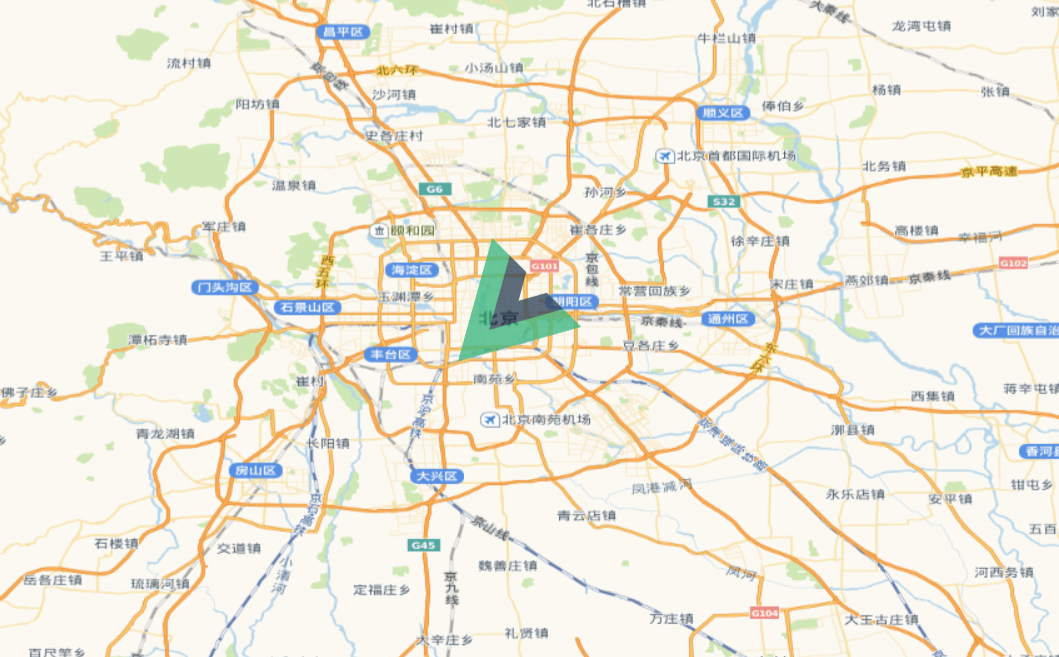 北石槽镇
大秦线
刘家
昌平区
崔村镇
牛栏山镇
龙湾屯镇
流村镇
北六环
小汤山镇
沙河镇
阳坊镇
顺义区
俸伯乡
杨镇
张镇
史各庄村
北七家镇
北京首都国际机场
北务镇
京平高速
温泉镇
G6
孙河乡
S32
军庄镇
颐和园
崔各庄乡
徐辛庄镇
高楼镇
幸福河
王平镇
西五环
海淀区
G101
京包线
G102
门头沟区
石景山区
玉渊潭乡
朝阳区
常营回族乡
宋庄镇
燕郊镇
京秦线
北京
京秦线
通州区
大厂回族自治
潭柘寺镇
丰台区
豆各庄乡
东六环
崔村
南苑乡
佛子庄乡
京沪高铁
西集镇
蒋辛屯镇
青龙湖镇
长阳镇
北京南苑机场
漷县镇
香河县
房山区
大兴区
凤港减河
永乐店镇
安平镇
钳屯乡
京石高铁
京山线
青云店镇
五百
石楼镇
交道镇
G45
魏善庄镇
凤河
河西务镇
岳各庄镇
琉璃河镇
小清河
定福庄乡
京九线
G104
万庄镇
大王古庄镇
大辛庄乡
礼贤镇
百尺竿乡